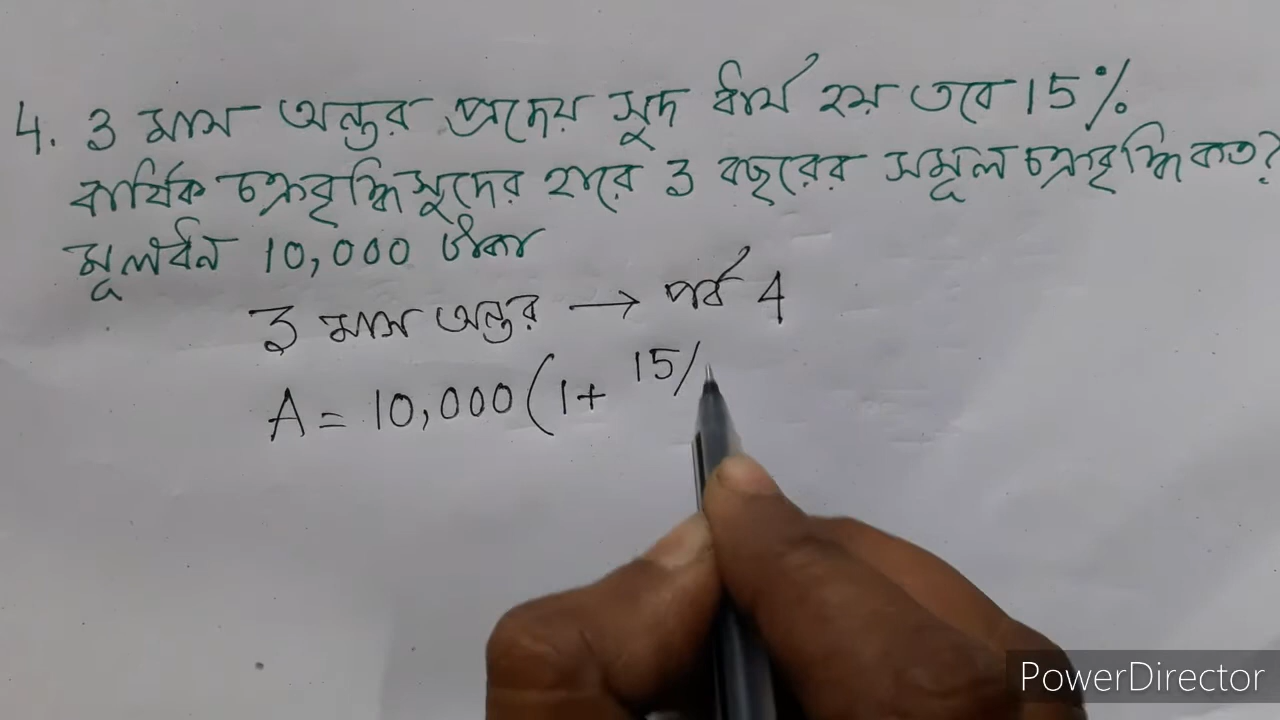 4. 3 মাস অন্তর প্রদেয় সুদ ধার্য হয় তবে 15%
বার্ষিক চক্রবৃদ্ধি সুদের হারে 3 বছরের সমূল চক্রবৃদ্ধি কত?
মূলধন 10,000 টাকা
3 মাস অন্তর → পর্ব 4
A = 10,000 (1+ 15/
PowerDirector